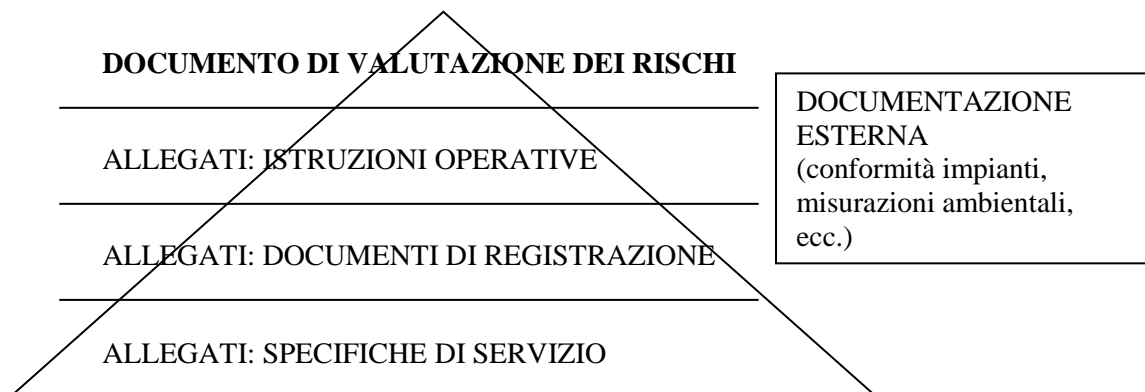 DOCUMENTO DI VALUTAZIONE DEI RISCHI
ALLEGATI: ISTRUZIONI OPERATIVE
ALLEGATI: DOCUMENTI DI REGISTRAZIONE
ALLEGATI: SPECIFICHE DI SERVIZIO
DOCUMENTAZIONE
ESTERNA
(conformità impianti,
misurazioni ambientali,
ecc.)